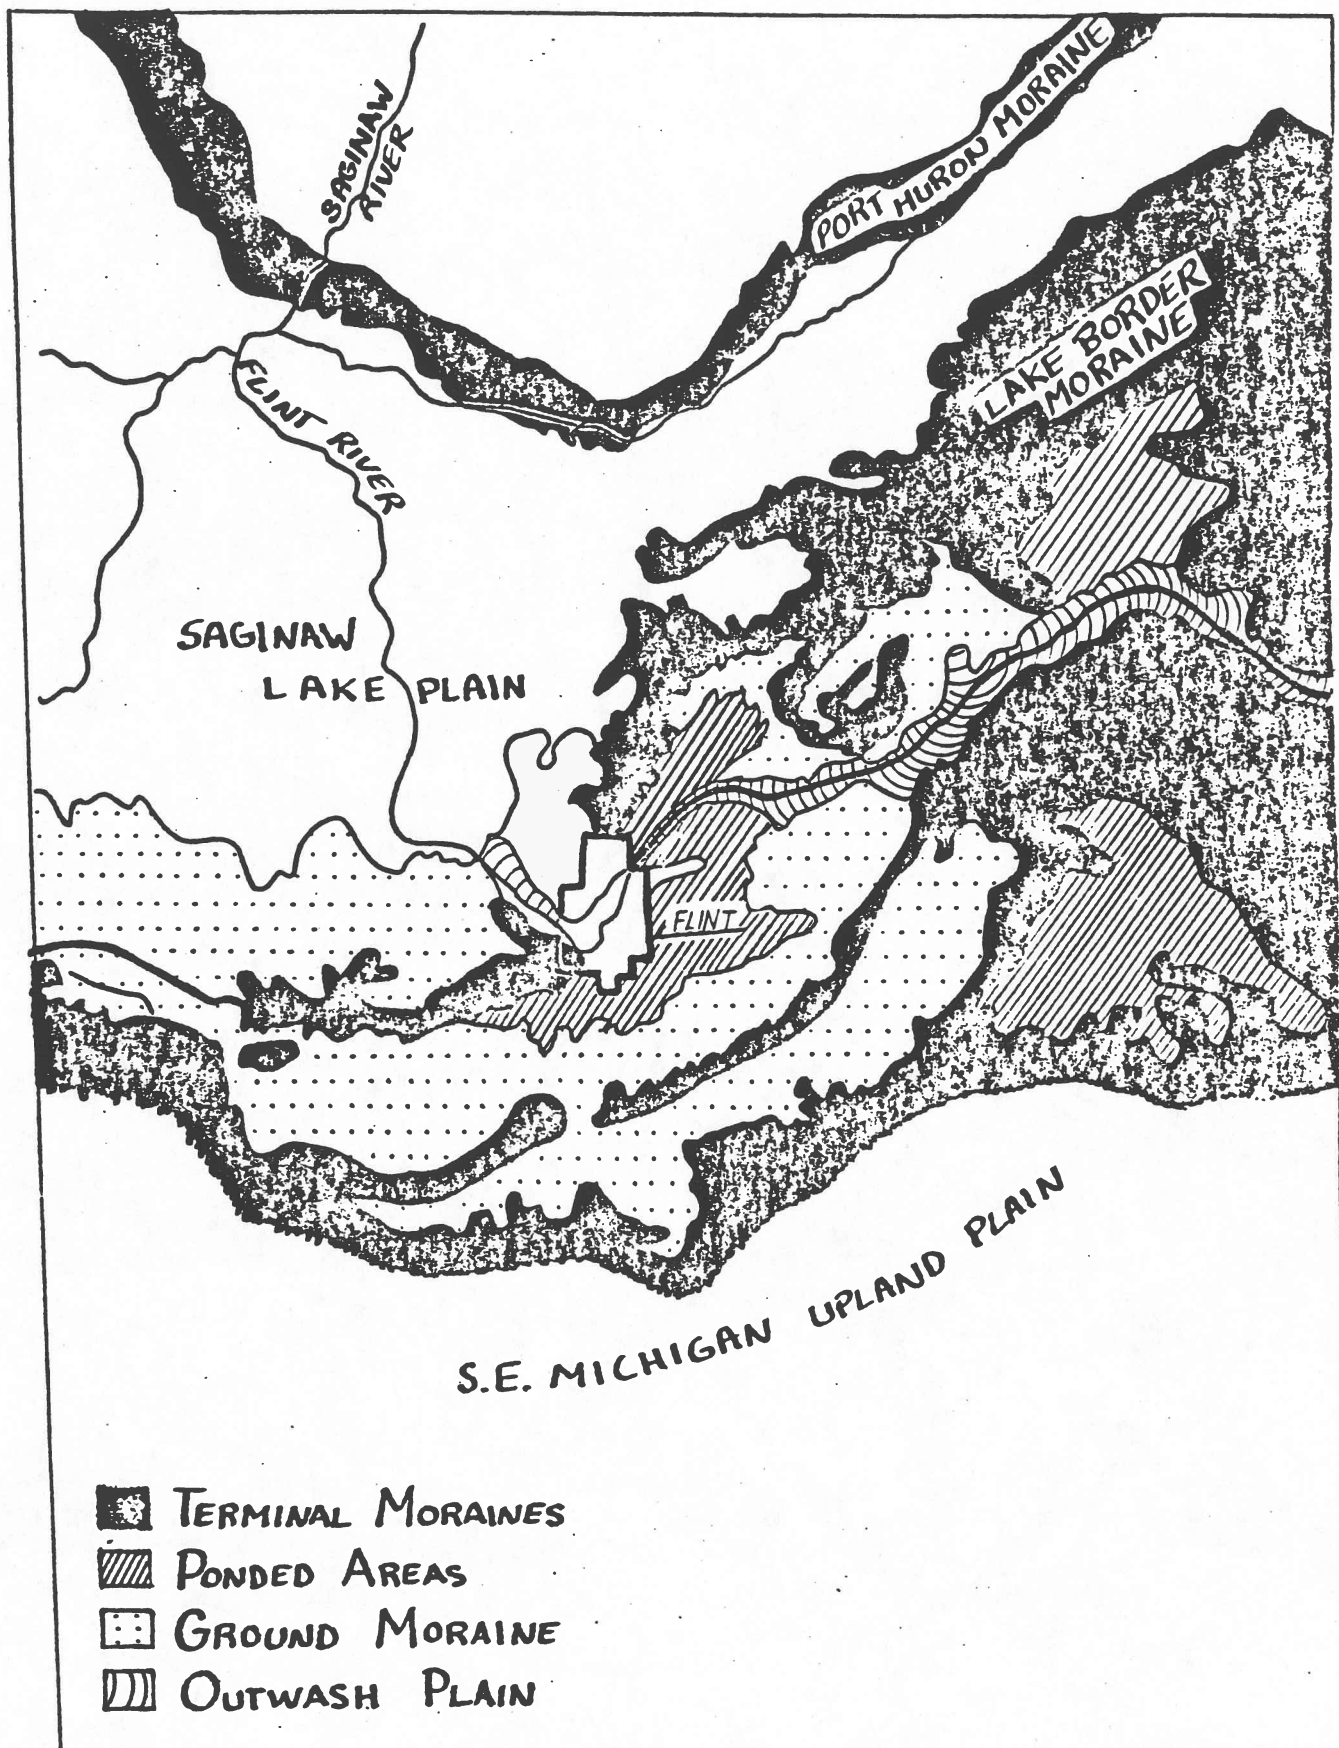 SAGINAW
RIVER
PORT HURON MORAINE
LAKE BORDER
MORAINE
FLINT RIVER
SAGINAW
LAKE PLAIN
FLINT
S.E. MICHIGAN UPLAND PLAIN
TERMINAL MORAINES
PONDED AREAS
GROUND MORAINE
OUTWASH PLAIN